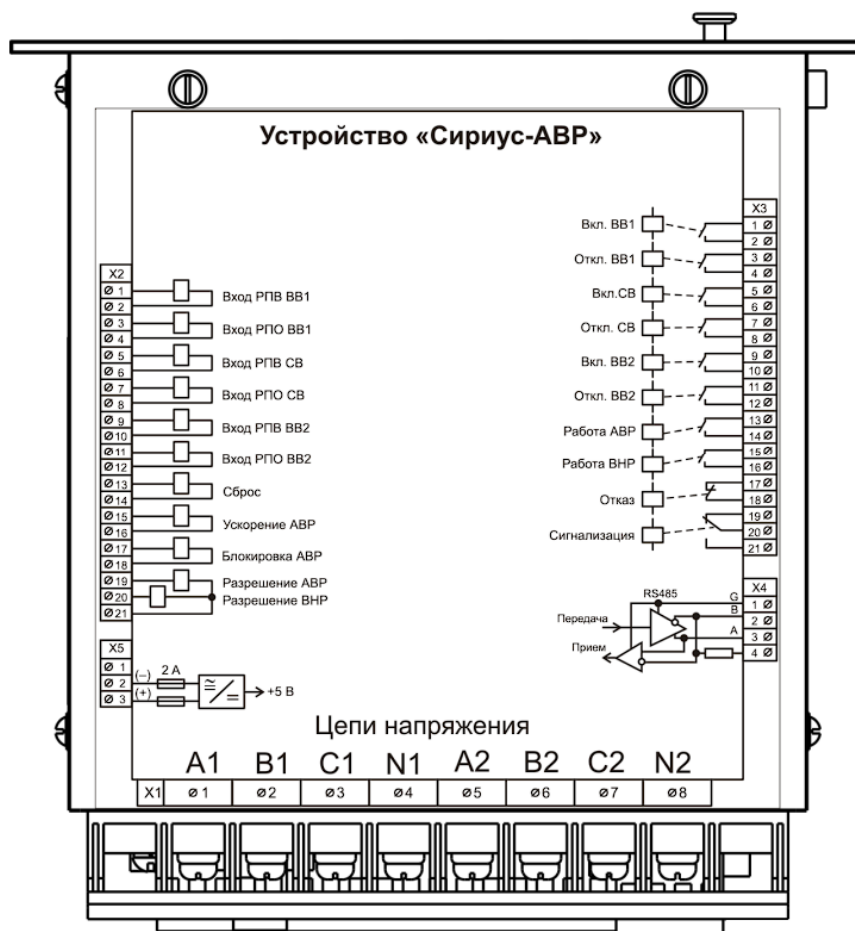 Устройство «Сириус-АВР»
X2
Ø 1
Ø 2
Вход РПВ ВВ1
Ø 3
Ø 4
Вход РПО ВВ1
Ø 5
Ø 6
Вход РПВ СВ
Ø 7
Ø 8
Вход РПО СВ
Ø 9
Ø 10
Вход РПВ ВВ2
Ø 11
Ø 12
Вход РПО ВВ2
Ø 13
Ø 14
Сброс
Ø 15
Ø 16
Ускорение АВР
Ø 17
Ø 18
Блокировка АВР
Ø 19
Разрешение АВР
Ø 20
Разрешение ВНР
Ø 21
X5
Ø 1
Ø 2
(–)
2 А
Ø 3
(+)
≅
=
+5 В
X3
Вкл. ВВ1
1 Ø
2 Ø
Откл. ВВ1
3 Ø
4 Ø
Вкл.СВ
5 Ø
6 Ø
Откл. СВ
7 Ø
8 Ø
Вкл. ВВ2
9 Ø
10 Ø
Откл. ВВ2
11 Ø
12 Ø
Работа АВР
13 Ø
14 Ø
Работа ВНР
15 Ø
16 Ø
Отказ
17 Ø
18 Ø
Сигнализация
19 Ø
20 Ø
21 Ø
X4
RS485
G
1 Ø
B
2 Ø
Передача
A
3 Ø
Прием
4 Ø
Цепи напряжения
A1 B1 C1 N1 A2 B2 C2 N2
X1 Ø 1 Ø 2 Ø 3 Ø 4 Ø 5 Ø 6 Ø 7 Ø 8